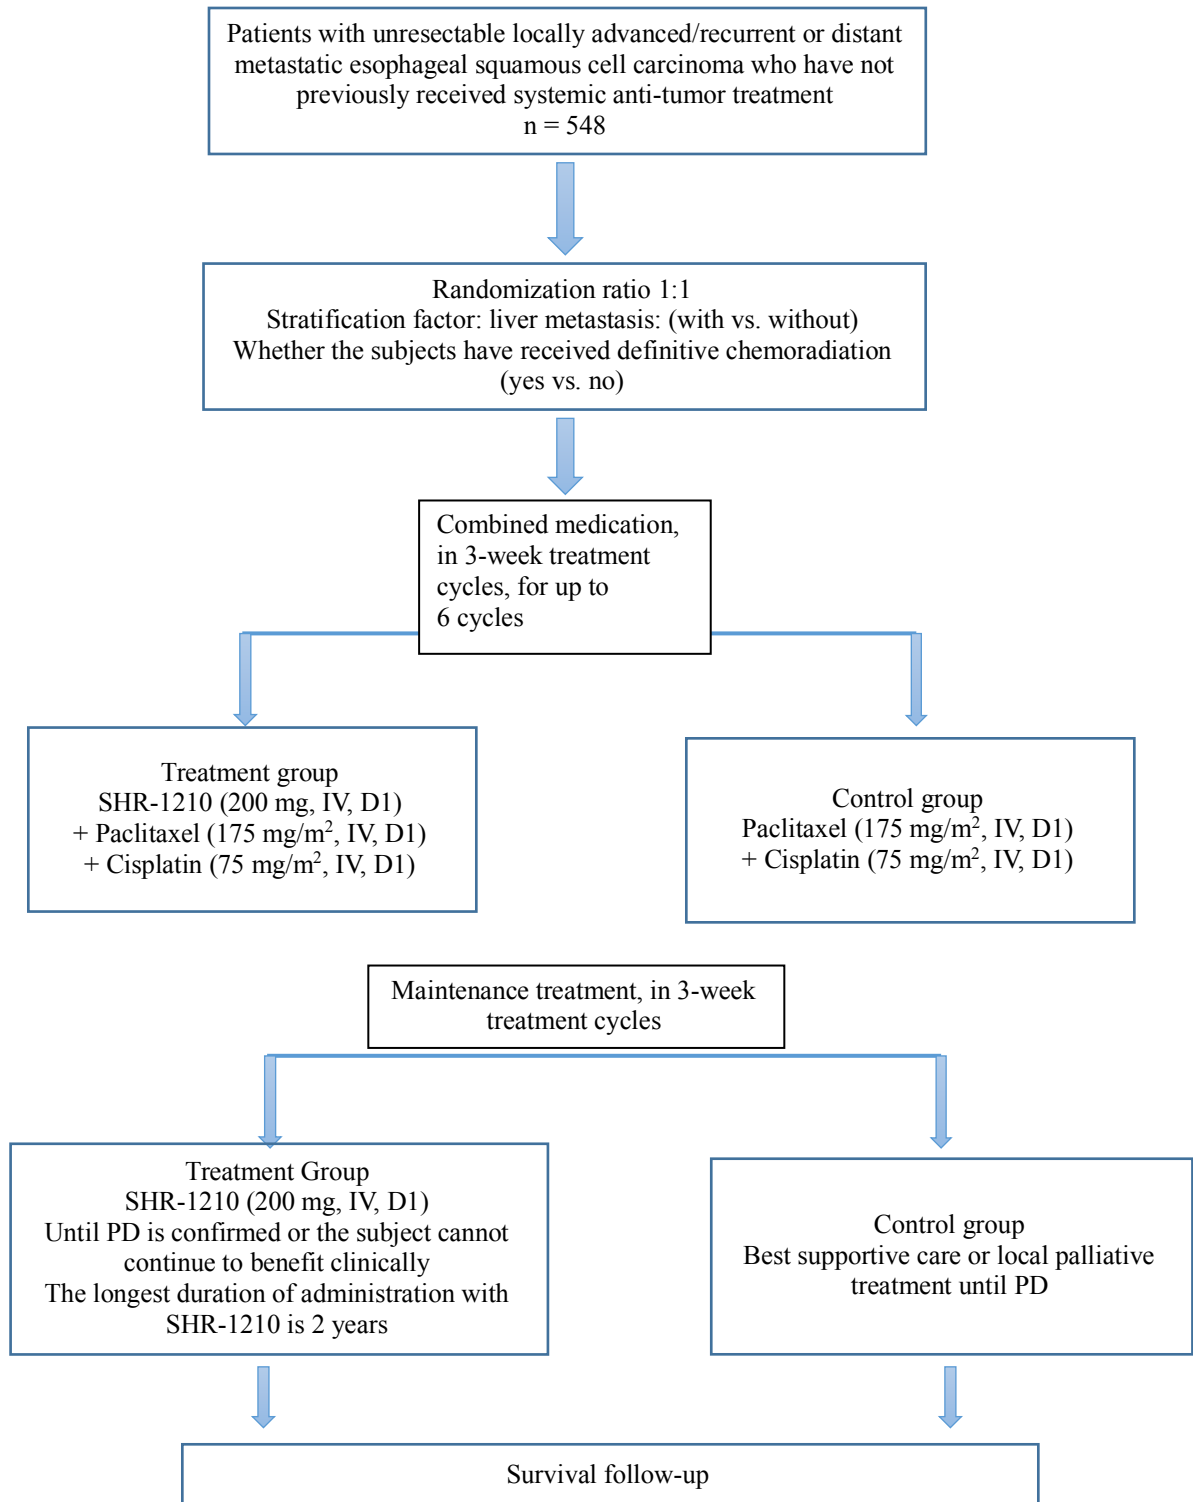 Patients with unresectable locally advanced/recurrent or distant
metastatic esophageal squamous cell carcinoma who have not
previously received systemic anti-tumor treatment
n = 548
Randomization ratio 1:1
Stratification factor: liver metastasis: (with vs. without)
Whether the subjects have received definitive chemoradiation
(yes vs. no)
Combined medication,
in 3-week treatment
cycles, for up to
6 cycles
Treatment group
SHR-1210 (200 mg, IV, D1)
+ Paclitaxel (175 mg/m², IV, D1)
+ Cisplatin (75 mg/m², IV, D1)
Control group
Paclitaxel (175 mg/m², IV, D1)
+ Cisplatin (75 mg/m², IV, D1)
Maintenance treatment, in 3-week
treatment cycles
Treatment Group
SHR-1210 (200 mg, IV, D1)
Until PD is confirmed or the subject cannot
continue to benefit clinically
The longest duration of administration with
SHR-1210 is 2 years
Control group
Best supportive care or local palliative
treatment until PD
Survival follow-up